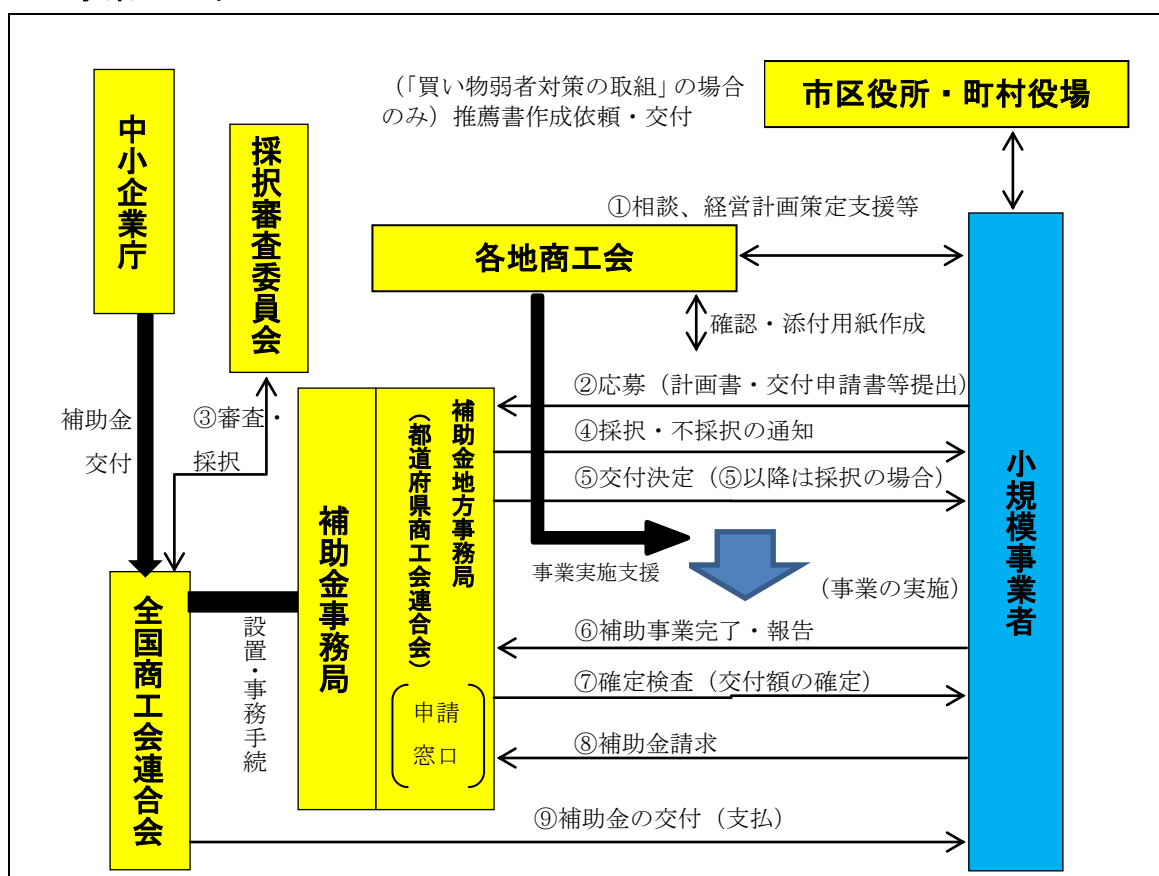 （「買い物弱者対策の取組」の場合
のみ）推薦書作成依頼・交付
市区役所・町村役場
中小企業庁
採択審査委員会
①相談、経営計画策定支援等
各地商工会
確認・添付用紙作成
補助金
交付
③審査・
採択
②応募（計画書・交付申請書等提出）
④採択・不採択の通知
⑤交付決定（⑤以降は採択の場合）
事業実施支援
（事業の実施）
小規模事業者
補助金事務局
補助金地方事務局
（都道府県商工会連合会）
申請
窓口
全国商工会連合会
設置・事務手続
⑥補助事業完了・報告
⑦確定検査（交付額の確定）
⑧補助金請求
⑨補助金の交付（支払）